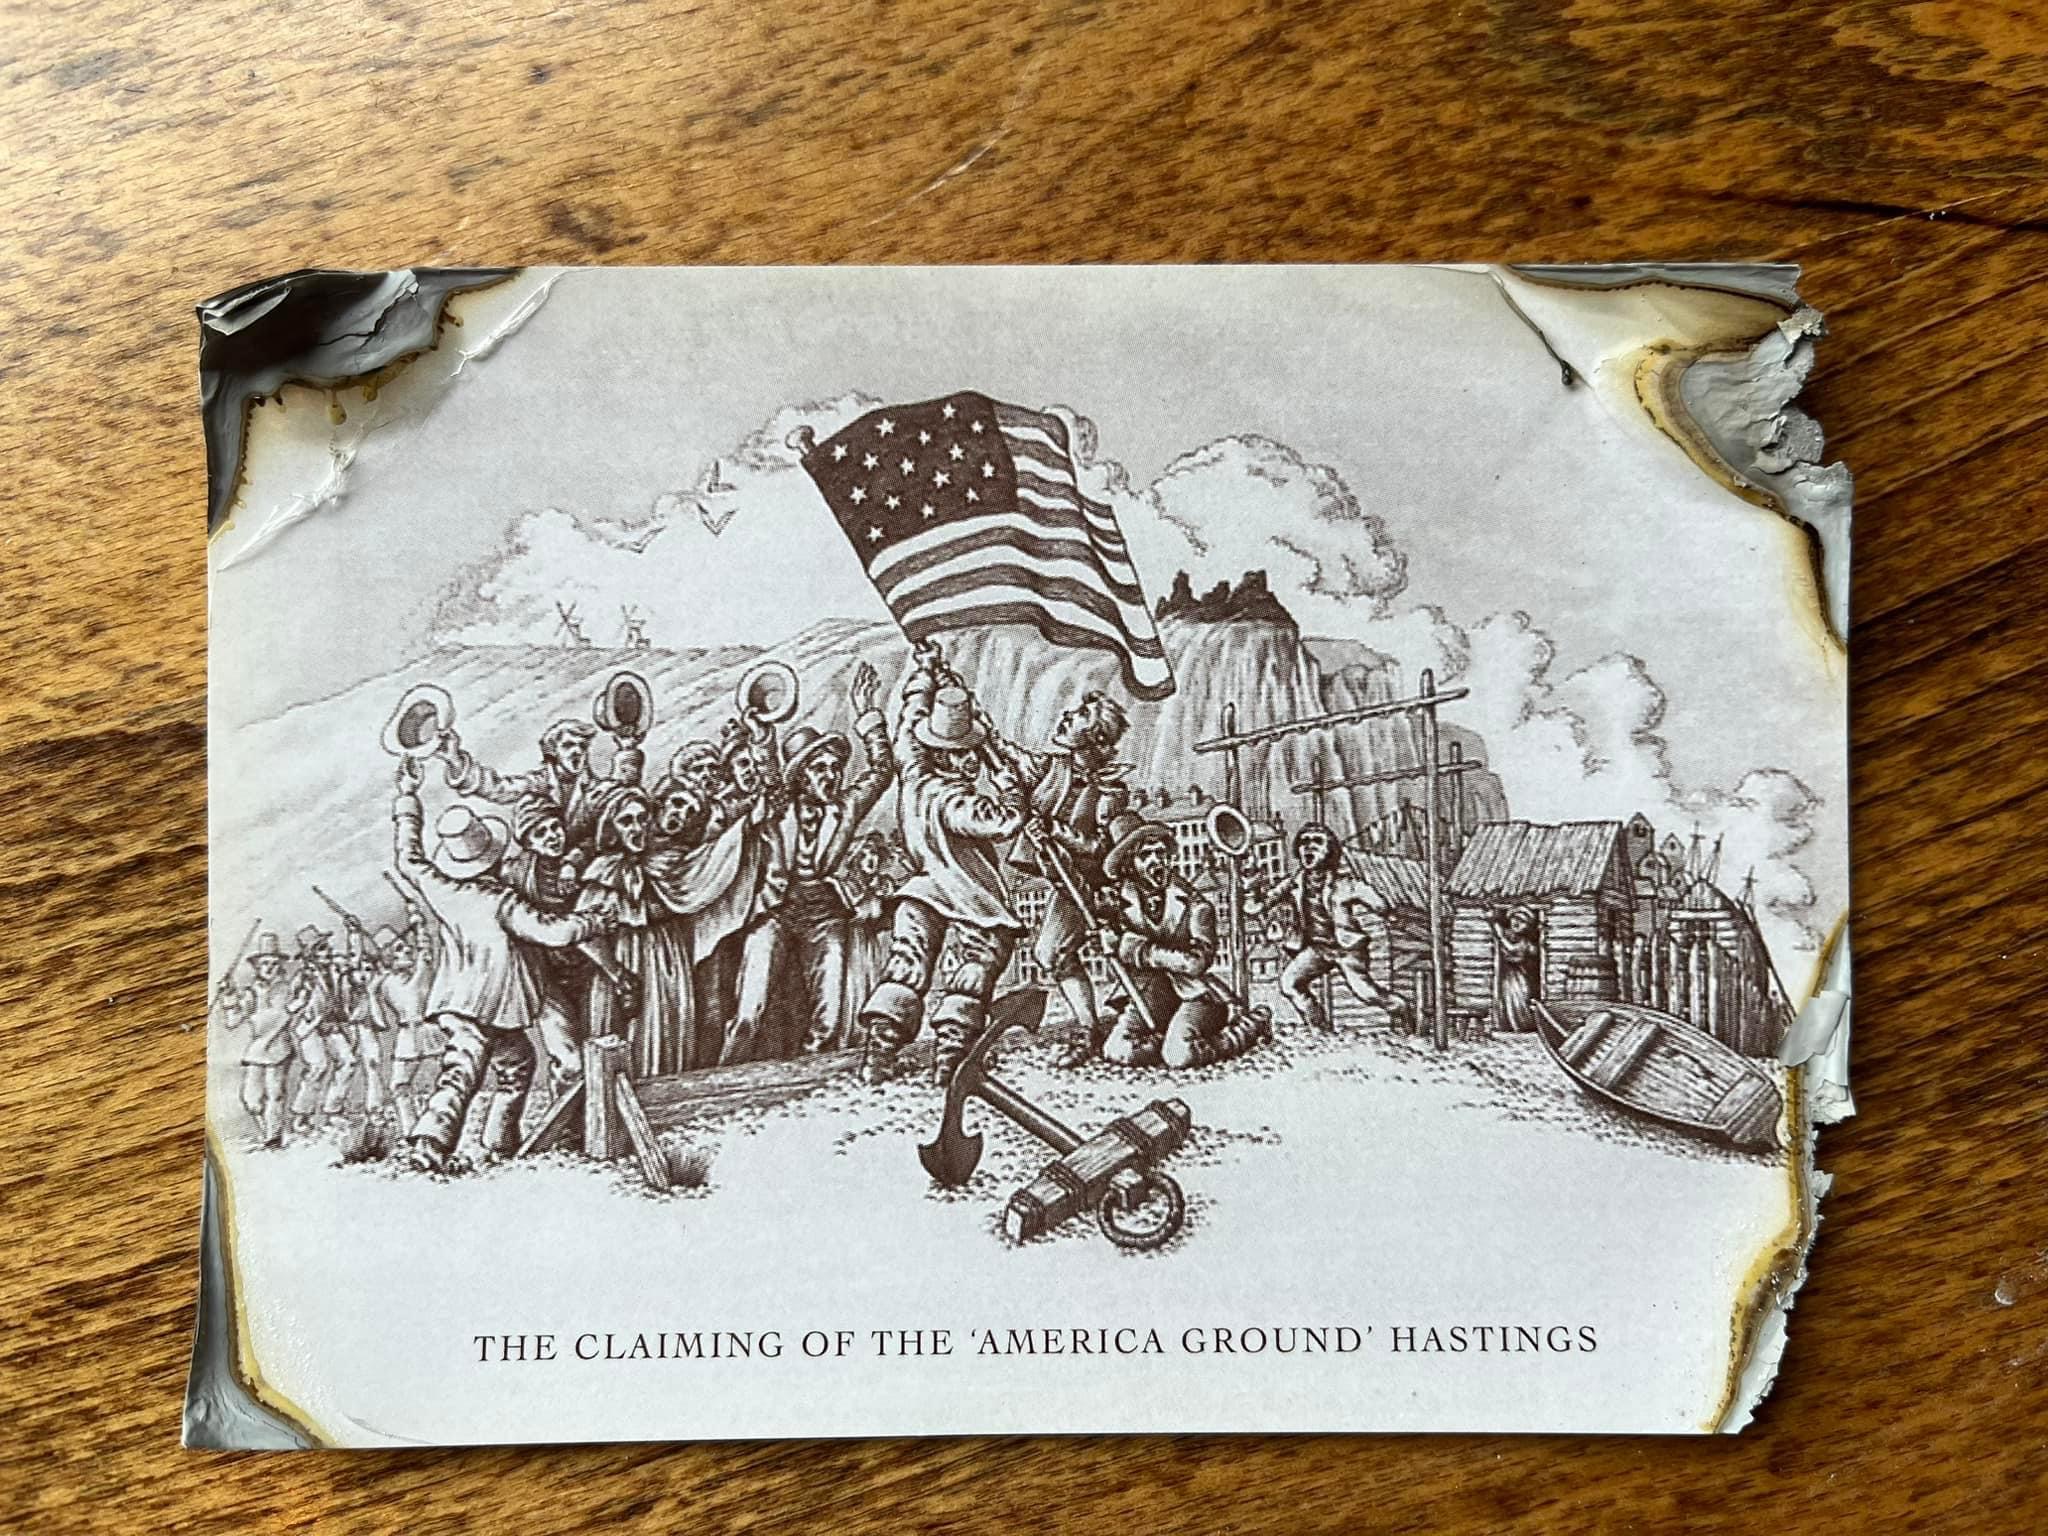 THE CLAIMING OF THE ‘AMERICA GROUND’ HASTINGS